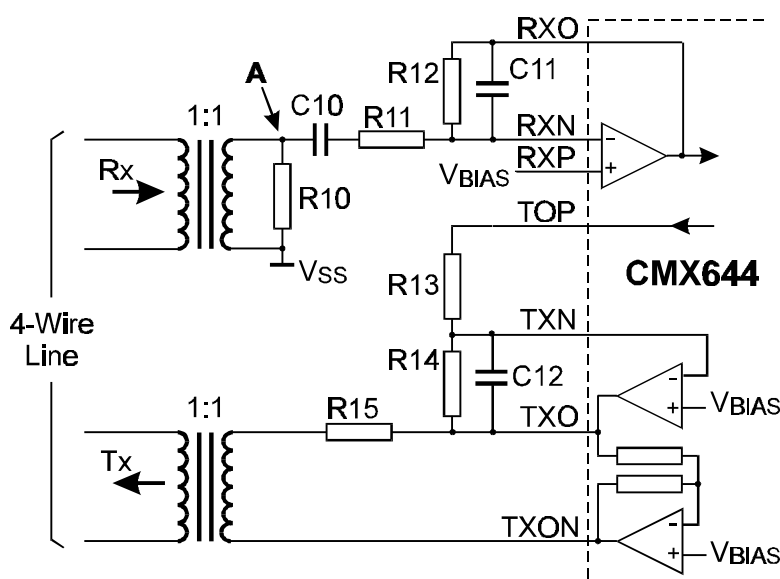 RXO
A
R12
C11
C10
1:1
R11
RXN
-
Rx
RXP
+
VBIAS
R10
TOP
VSS
CMX644
R13
4-Wire
Line
TXN
R14
-
C12
1:1
+
VBIAS
R15
TXO
Tx
-
TXON
+
VBIAS